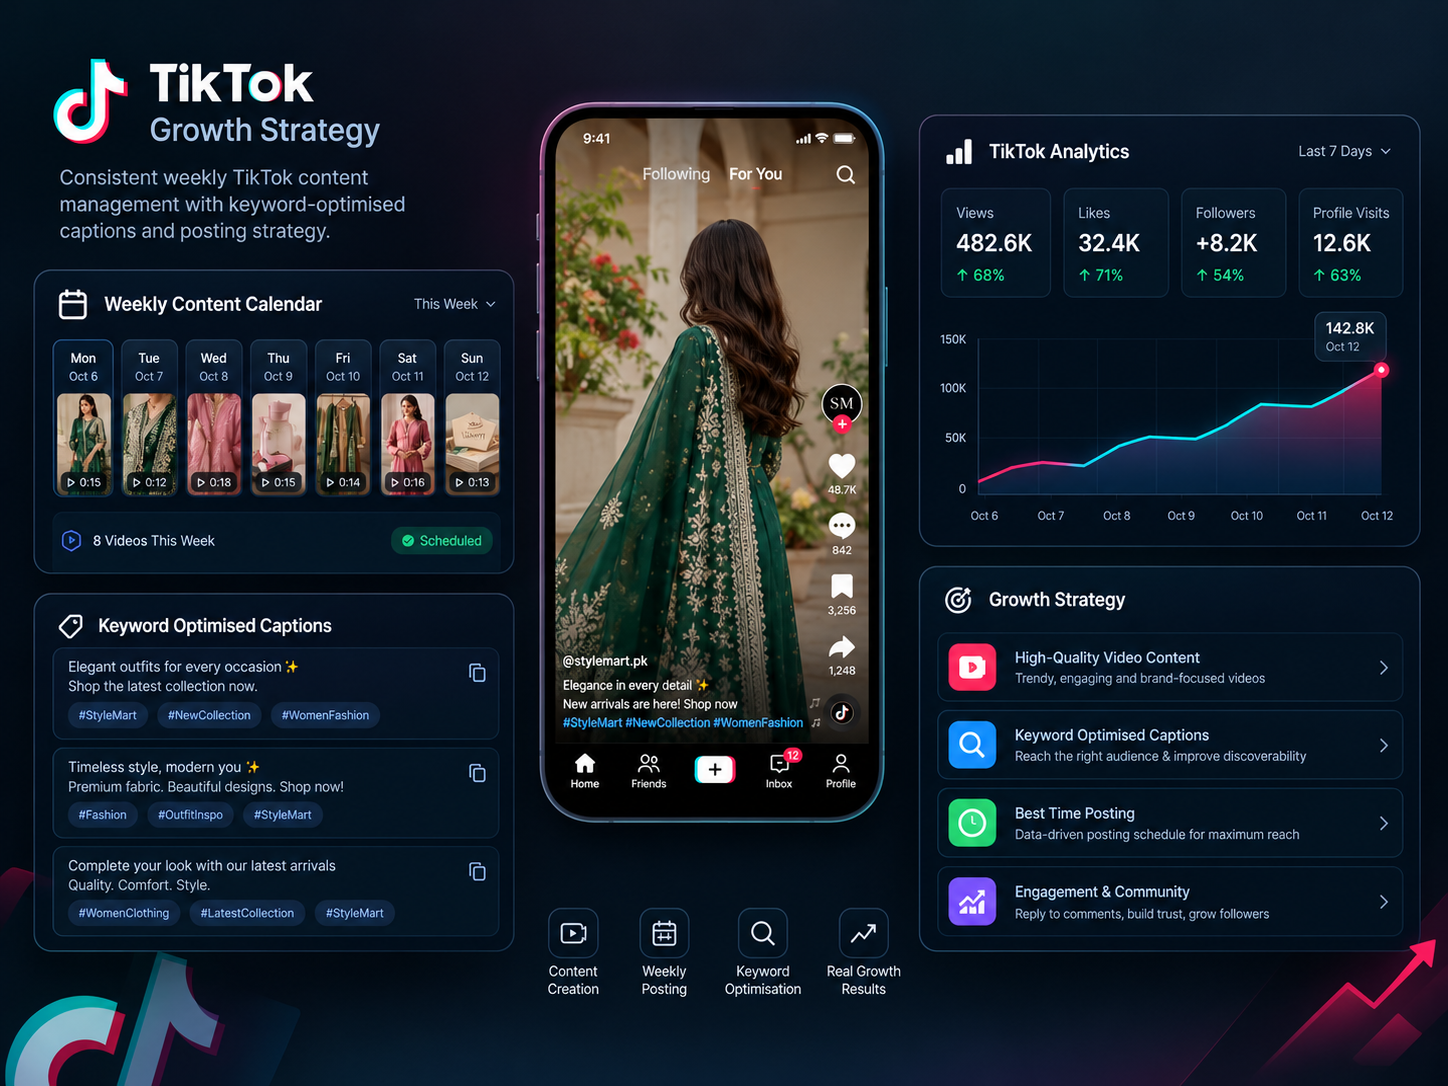 TikTok
Growth Strategy
Consistent weekly TikTok content
management with keyword-optimised
captions and posting strategy.
Weekly Content Calendar
This Week
Mon
Oct 6
0:15
Tue
Oct 7
0:12
Wed
Oct 8
0:18
Thu
Oct 9
0:15
Fri
Oct 10
0:14
Sat
Oct 11
0:16
Sun
Oct 12
0:13
8 Videos This Week
Scheduled
Keyword Optimised Captions
Elegant outfits for every occasion ✨
Shop the latest collection now.
#StyleMart #NewCollection #WomenFashion
Timeless style, modern you ✨
Premium fabric. Beautiful designs. Shop now!
#Fashion #OutfitInspo #StyleMart
Complete your look with our latest arrivals
Quality. Comfort. Style.
#WomenClothing #LatestCollection #StyleMart
9:41
Following For You
SM
48.7K
842
3,256
1,248
@stylemart.pk
Elegance in every detail ✨
New arrivals are here! Shop now
#StyleMart #NewCollection #WomenFashion
Home
Friends
12
Inbox
Profile
Content
Creation
Weekly
Posting
Keyword
Optimisation
Real Growth
Results
TikTok Analytics
Last 7 Days
Views
482.6K
↑ 68%
Likes
32.4K
↑ 71%
Followers
+8.2K
↑ 54%
Profile Visits
12.6K
↑ 63%
142.8K
Oct 12
150K
100K
50K
0
Oct 6 Oct 7 Oct 8 Oct 9 Oct 10 Oct 11 Oct 12
Growth Strategy
High-Quality Video Content
Trendy, engaging and brand-focused videos
Keyword Optimised Captions
Reach the right audience & improve discoverability
Best Time Posting
Data-driven posting schedule for maximum reach
Engagement & Community
Reply to comments, build trust, grow followers